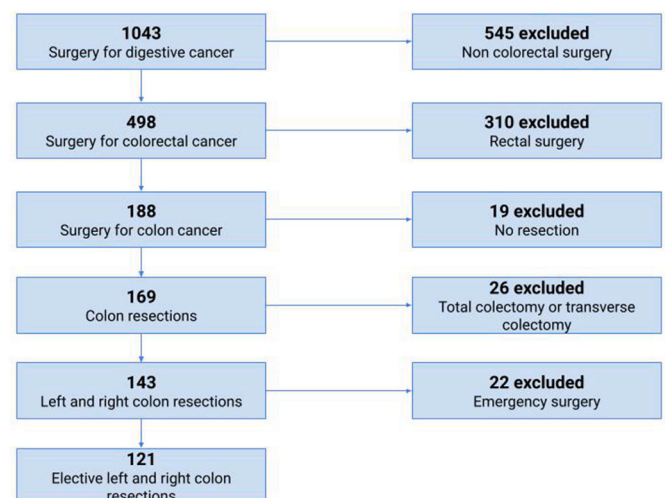 1043
Surgery for digestive cancer
545 excluded
Non colorectal surgery
498
Surgery for colorectal cancer
310 excluded
Rectal surgery
188
Surgery for colon cancer
19 excluded
No resection
169
Colon resections
26 excluded
Total colectomy or transverse
colectomy
143
Left and right colon resections
22 excluded
Emergency surgery
121
Elective left and right colon
resections